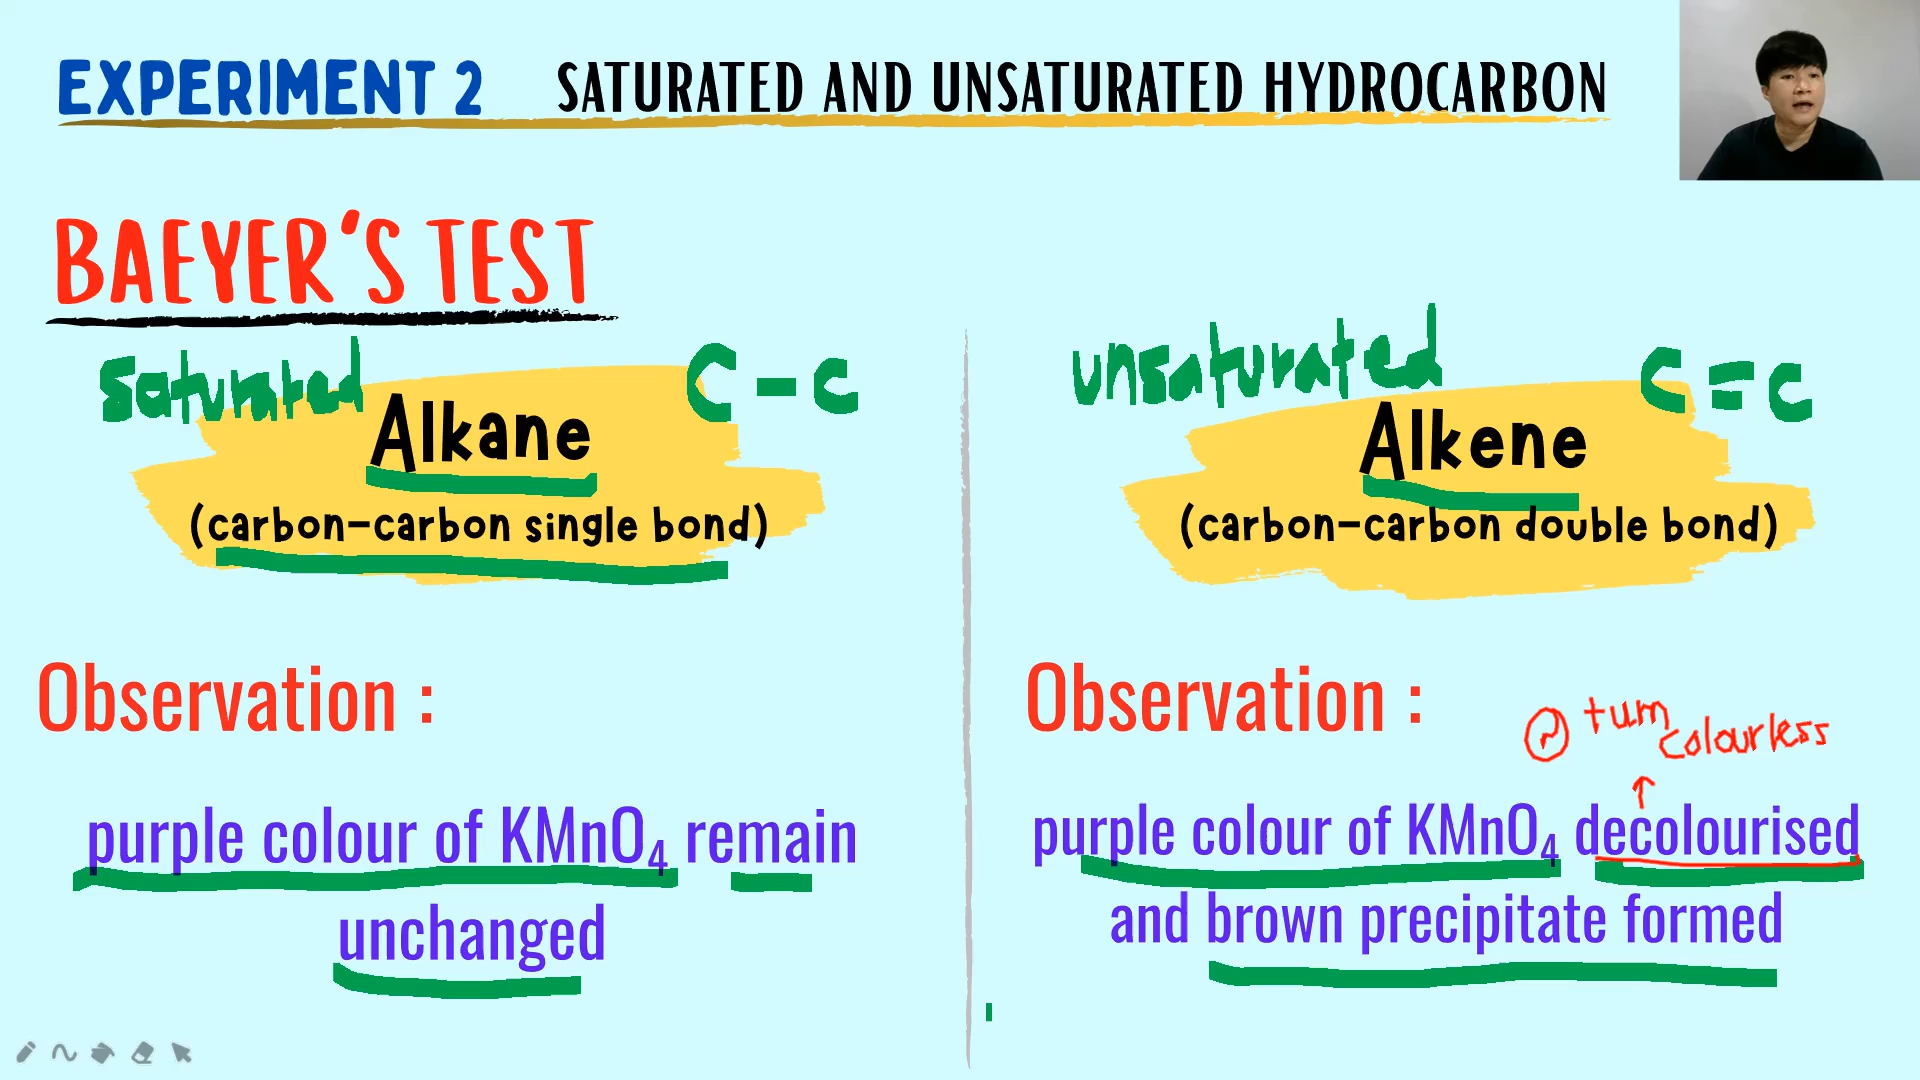 EXPERIMENT 2 SATURATED AND UNSATURATED HYDROCARBON
BAEYER'S TEST
saturated C - C
Alkane
(carbon-carbon single bond)
Observation :
purple colour of KMnO₄ remain
unchanged
unsaturated C = C
Alkene
(carbon-carbon double bond)
Observation :
turn
colourless
↑
purple colour of KMnO₄ decolourised
and brown precipitate formed